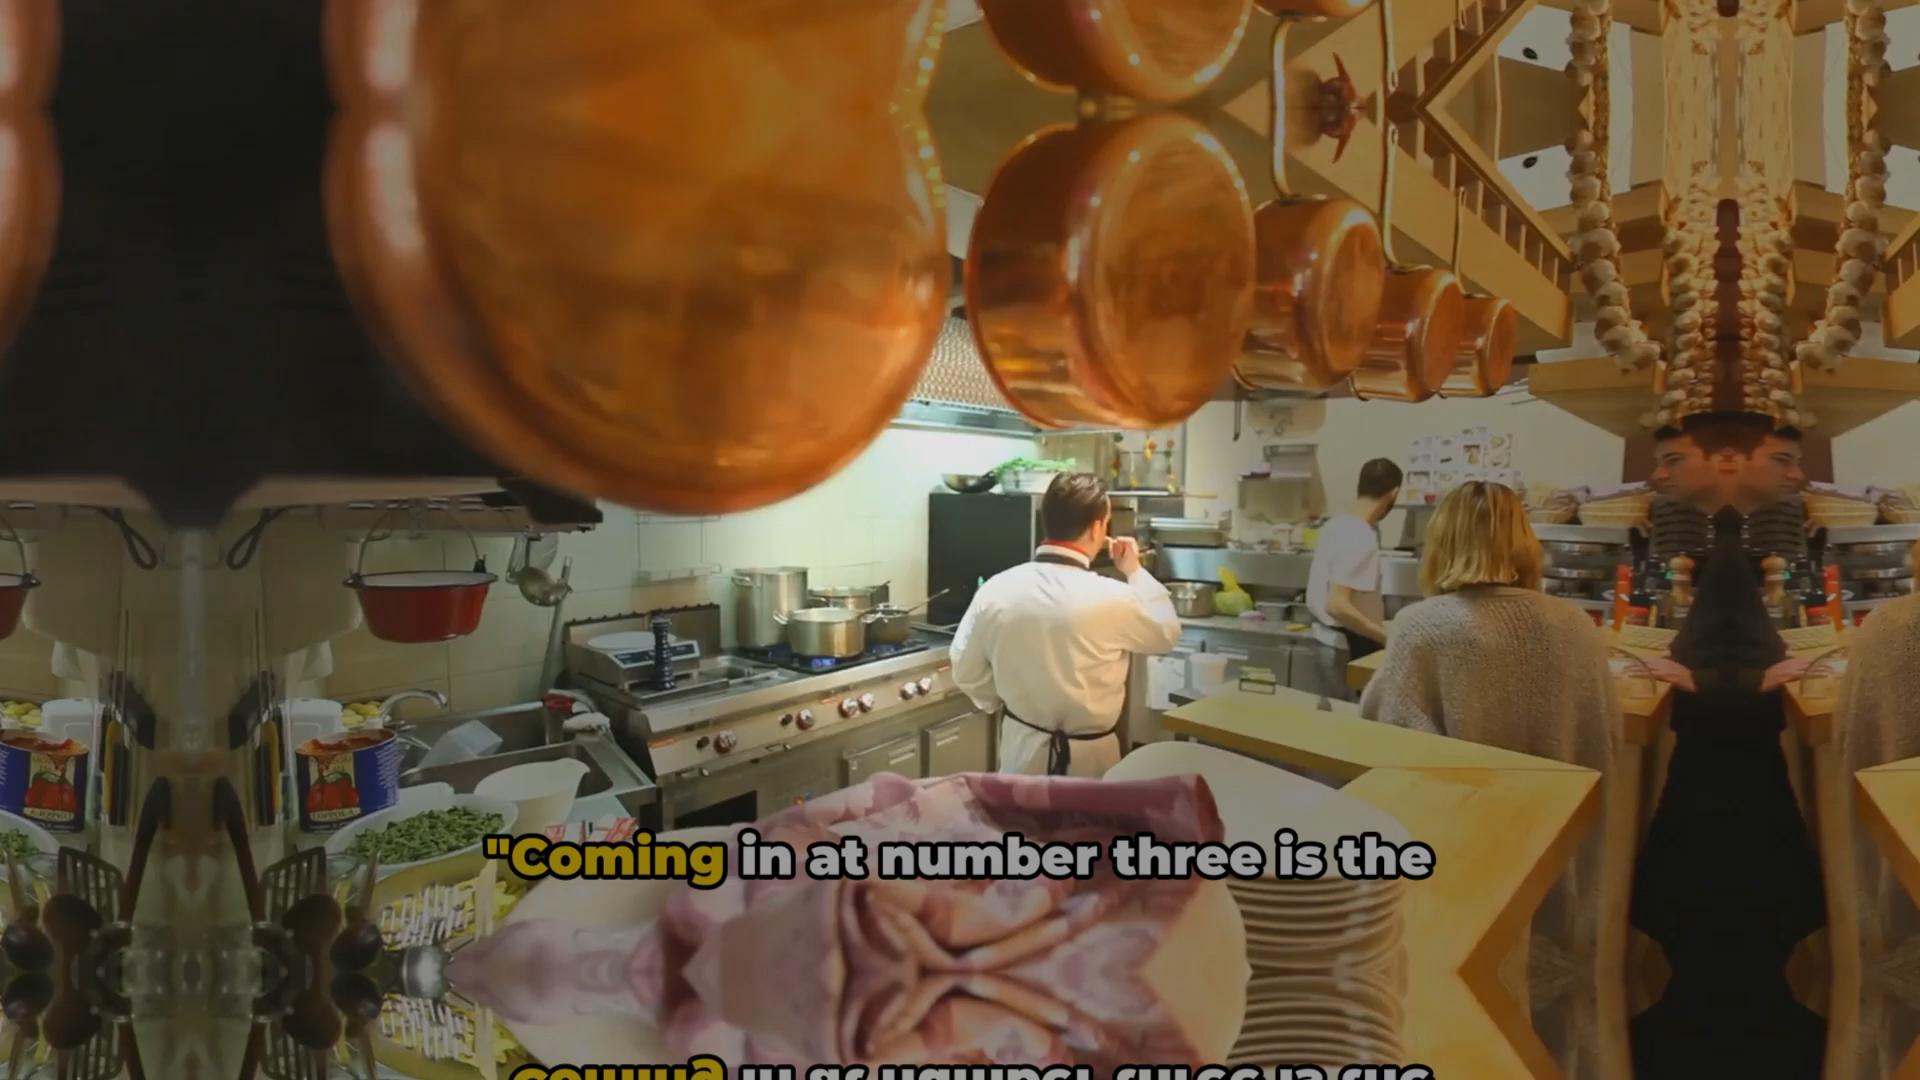 "Coming in at number three is the